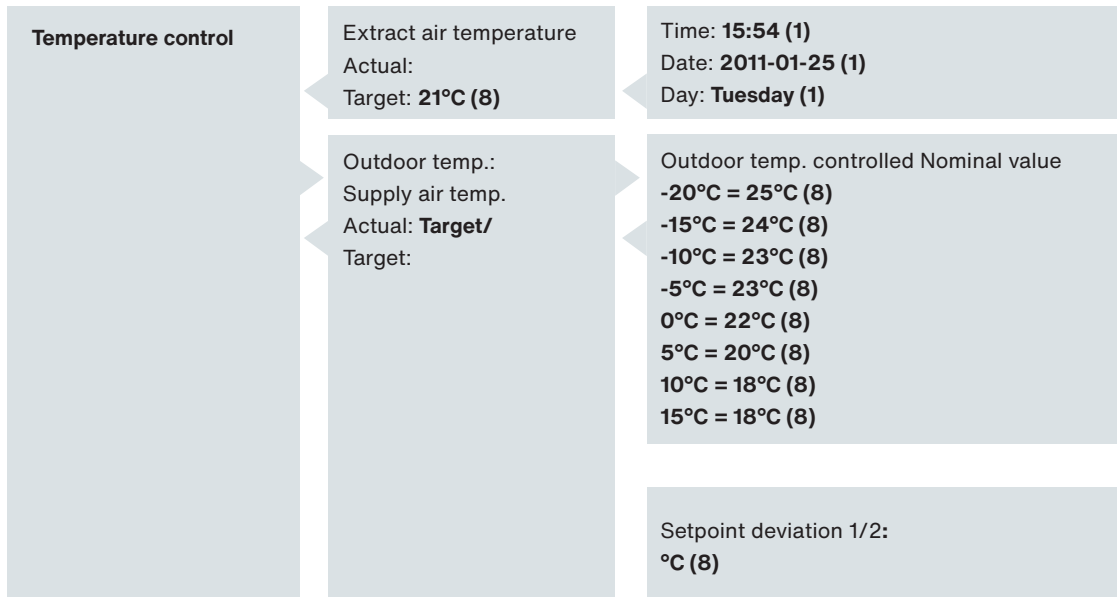 Temperature control
Extract air temperature
Actual:
Target: 21°C (8)
Time: 15:54 (1)
Date: 2011-01-25 (1)
Day: Tuesday (1)
Outdoor temp.:
Supply air temp.
Actual: Target/
Target:
Outdoor temp. controlled Nominal value
-20°C = 25°C (8)
-15°C = 24°C (8)
-10°C = 23°C (8)
-5°C = 23°C (8)
0°C = 22°C (8)
5°C = 20°C (8)
10°C = 18°C (8)
15°C = 18°C (8)
Setpoint deviation 1/2:
°C (8)